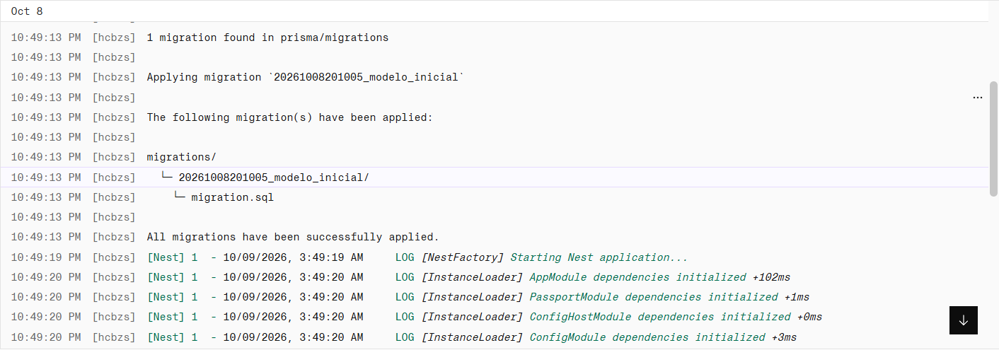 Oct 8
10:49:13 PM [hcbzs] 1 migration found in prisma/migrations
10:49:13 PM [hcbzs]
10:49:13 PM [hcbzs] Applying migration `20261008201005_modelo_inicial`
10:49:13 PM [hcbzs]
10:49:13 PM [hcbzs] The following migration(s) have been applied:
10:49:13 PM [hcbzs]
10:49:13 PM [hcbzs] migrations/
10:49:13 PM [hcbzs] └─ 20261008201005_modelo_inicial/
10:49:13 PM [hcbzs] └─ migration.sql
10:49:13 PM [hcbzs]
10:49:13 PM [hcbzs] All migrations have been successfully applied.
10:49:19 PM [hcbzs] [Nest] 1 - 10/09/2026, 3:49:19 AM LOG [NestFactory] Starting Nest application...
10:49:20 PM [hcbzs] [Nest] 1 - 10/09/2026, 3:49:20 AM LOG [InstanceLoader] AppModule dependencies initialized +102ms
10:49:20 PM [hcbzs] [Nest] 1 - 10/09/2026, 3:49:20 AM LOG [InstanceLoader] PassportModule dependencies initialized +1ms
10:49:20 PM [hcbzs] [Nest] 1 - 10/09/2026, 3:49:20 AM LOG [InstanceLoader] ConfigHostModule dependencies initialized +0ms
10:49:20 PM [hcbzs] [Nest] 1 - 10/09/2026, 3:49:20 AM LOG [InstanceLoader] ConfigModule dependencies initialized +3ms